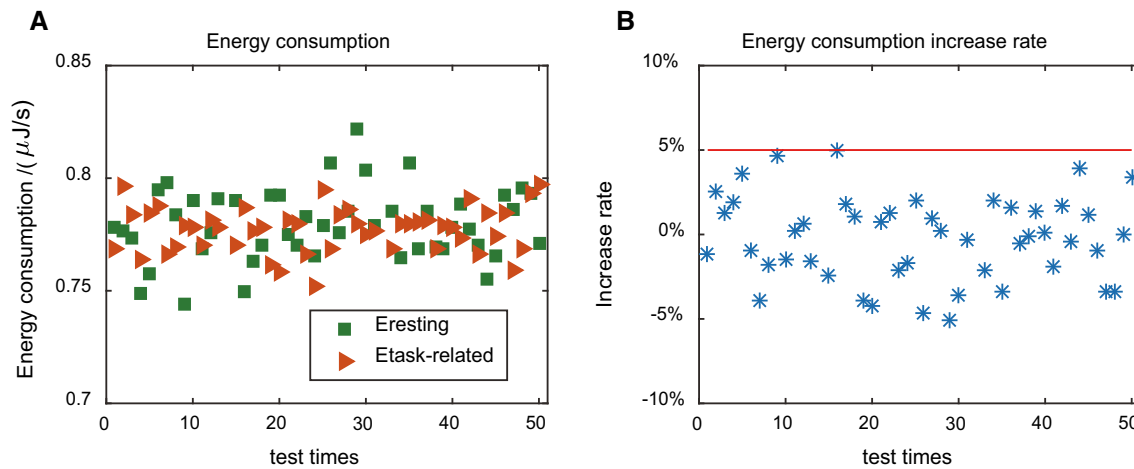 A
B
Energy consumption
Energy consumption increase rate
0.85
0.8
0.75
0.7
Energy consumption /( μJ/s)
Eresting
Etask-related
0 10 20 30 40 50
test times
10%
5%
0%
-5%
-10%
Increase rate
0 10 20 30 40 50
test times